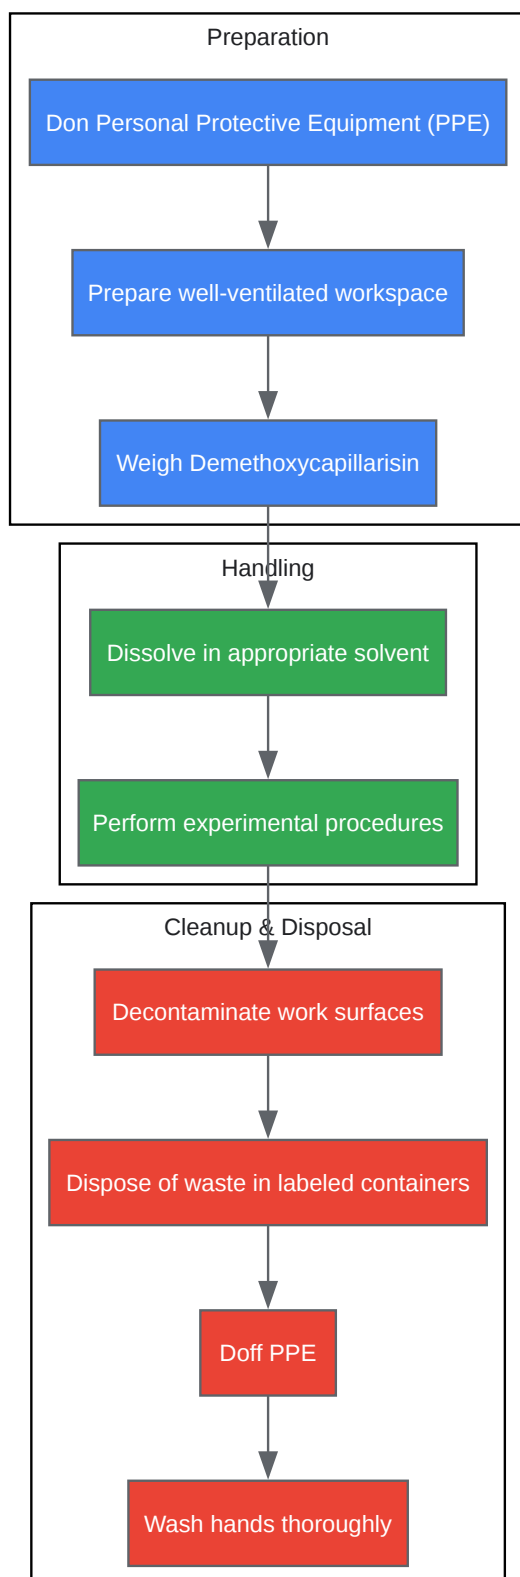 Preparation
Don Personal Protective Equipment (PPE)
Prepare well-ventilated workspace
Weigh Demethoxycapillarisin
Handling
Dissolve in appropriate solvent
Perform experimental procedures
Cleanup & Disposal
Decontaminate work surfaces
Dispose of waste in labeled containers
Doff PPE
Wash hands thoroughly